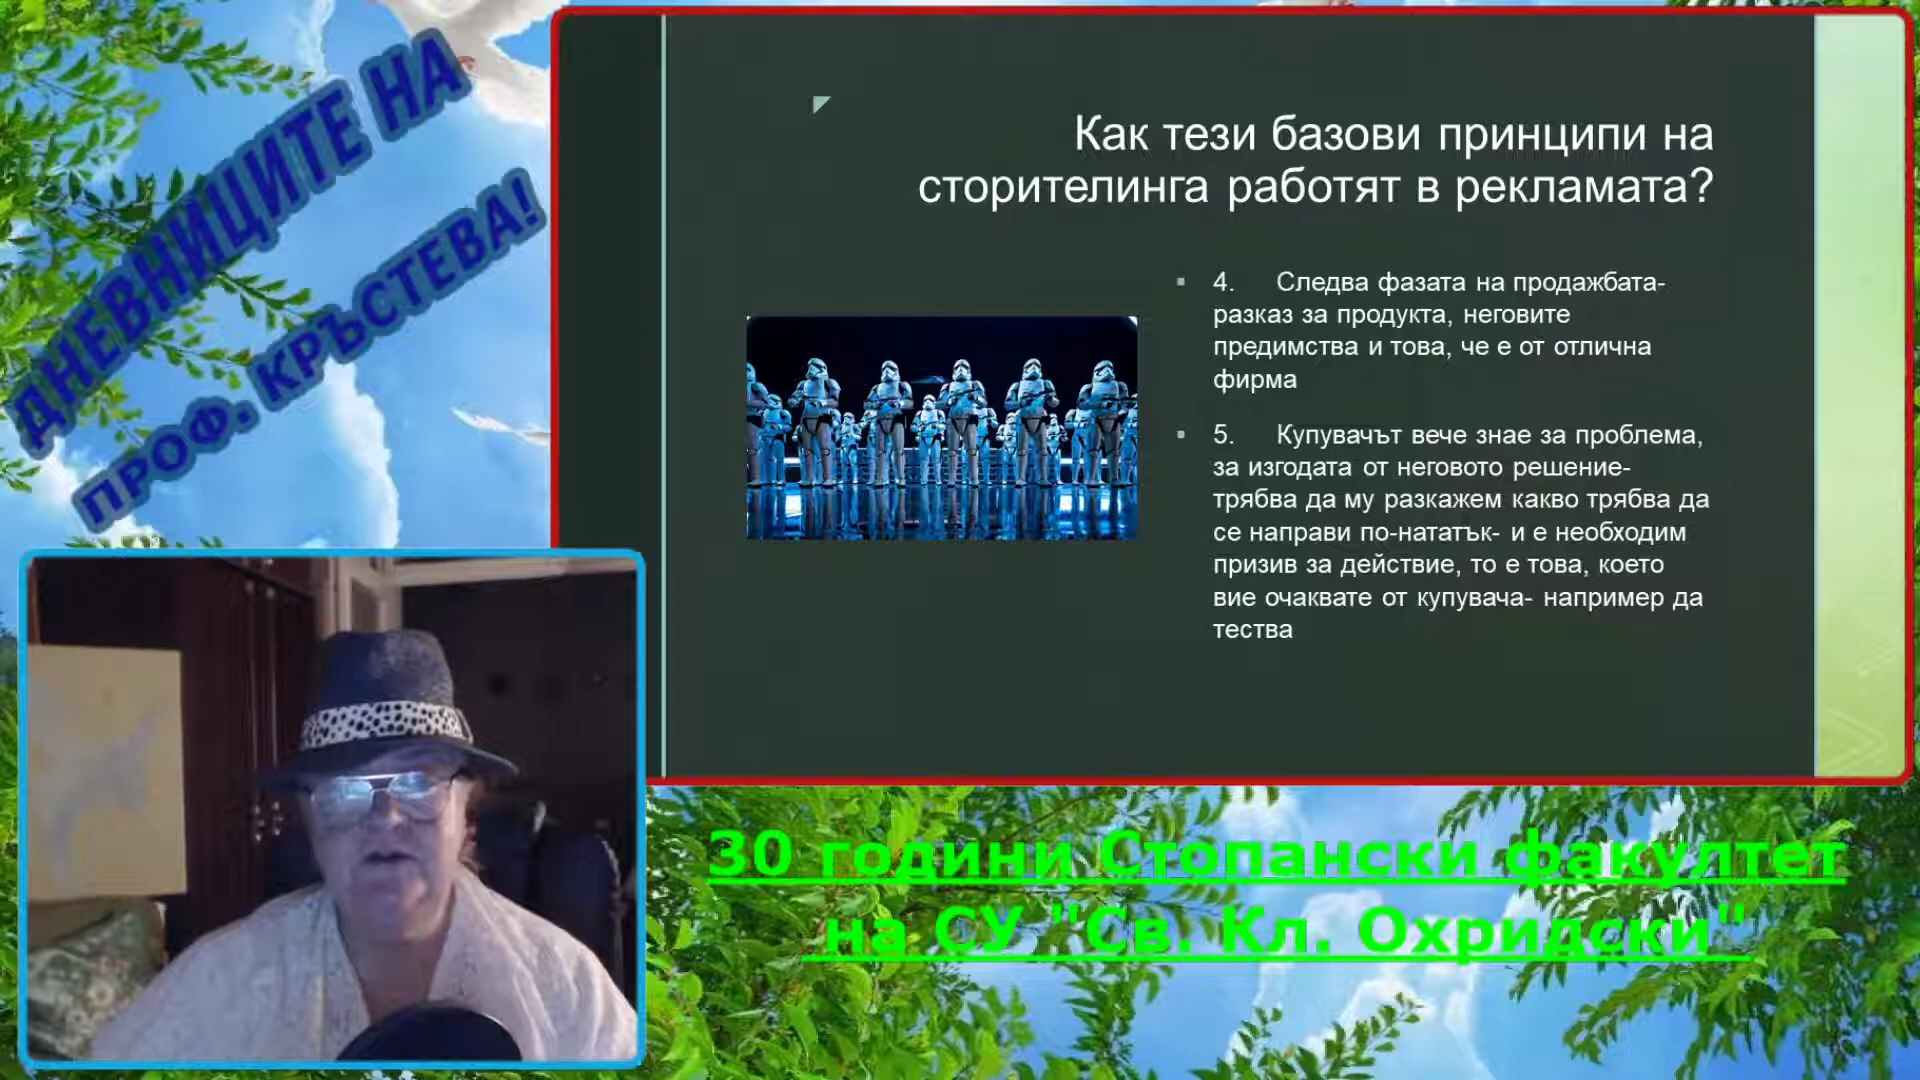 ДНЕВНИЦИТЕ НА
ПРОФ. КРЪСТЕВА!
Как тези базови принципи на
сторителинга работят в рекламата?
4. Следва фазата на продажбата-
разказ за продукта, неговите
предимства и това, че е от отлична
фирма
5. Купувачът вече знае за проблема,
за изгодата от неговото решение-
трябва да му разкажем какво трябва да
се направи по-нататък- и е необходим
призив за действие, то е това, което
вие очаквате от купувача- например да
тества
30 години Стопански факултет
на СУ "Св. Кл. Охридски"